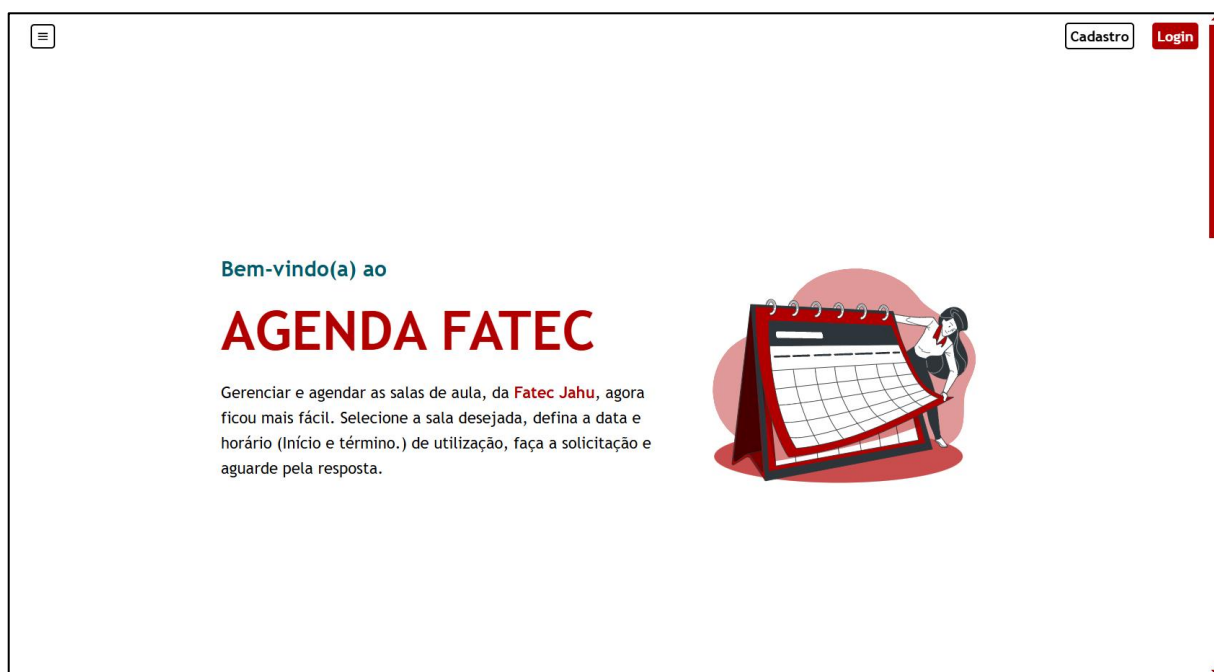 Cadastro
Login
Bem-vindo(a) ao
AGENDA FATEC
Gerenciar e agendar as salas de aula, da Fatec Jahu, agora
ficou mais fácil. Selecione a sala desejada, defina a data e
horário (Início e término.) de utilização, faça a solicitação e
aguarde pela resposta.